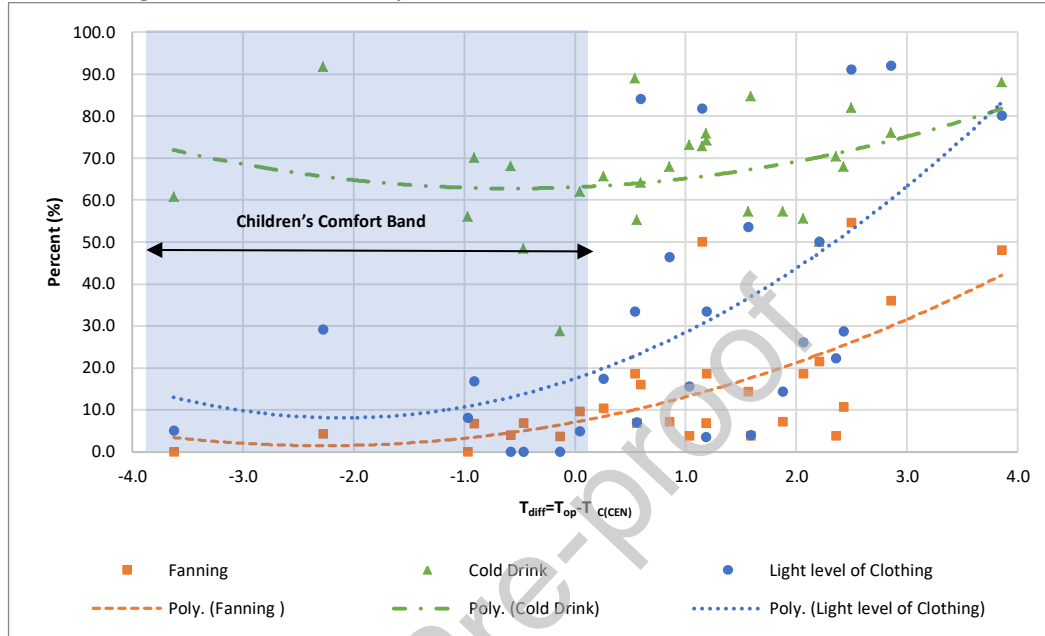 100.0
90.0
80.0
70.0
60.0
50.0
40.0
30.0
20.0
10.0
0.0
Percent (%)
Children's Comfort Band
-4.0 -3.0 -2.0 -1.0 0.0 1.0 2.0 3.0 4.0
Tdiff=Top-T C(CEN)
Fanning Cold Drink Light level of Clothing
Poly. (Fanning ) Poly. (Cold Drink) Poly. (Light level of Clothing)
re-proof